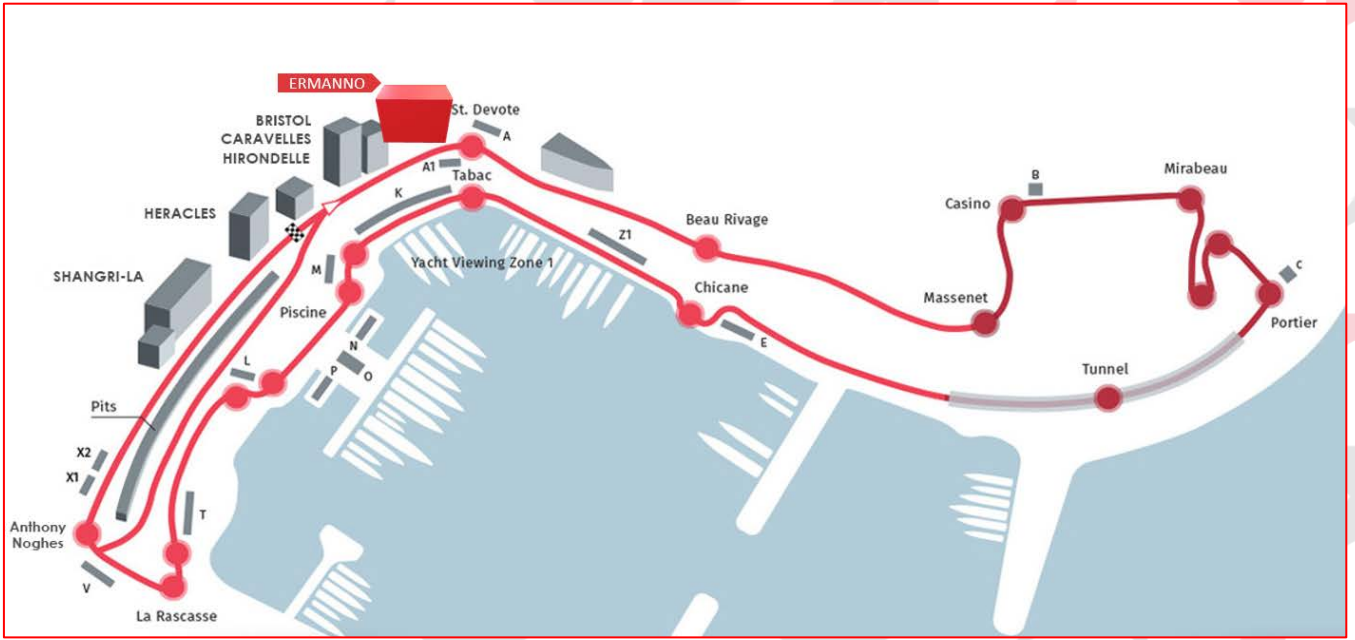 ERMANNO
St. Devote
A
BRISTOL
CARAVELLES
HIRONDELLE
A1
Tabac
K
HERACLES
Mirabeau
B
Casino
Beau Rivage
Z1
Yacht Viewing Zone 1
M
SHANGRI-LA
C
Chicane
Massenet
Piscine
Portier
E
N
L
P
O
Tunnel
Pits
X2
X1
T
Anthony
Noghes
V
La Rascasse